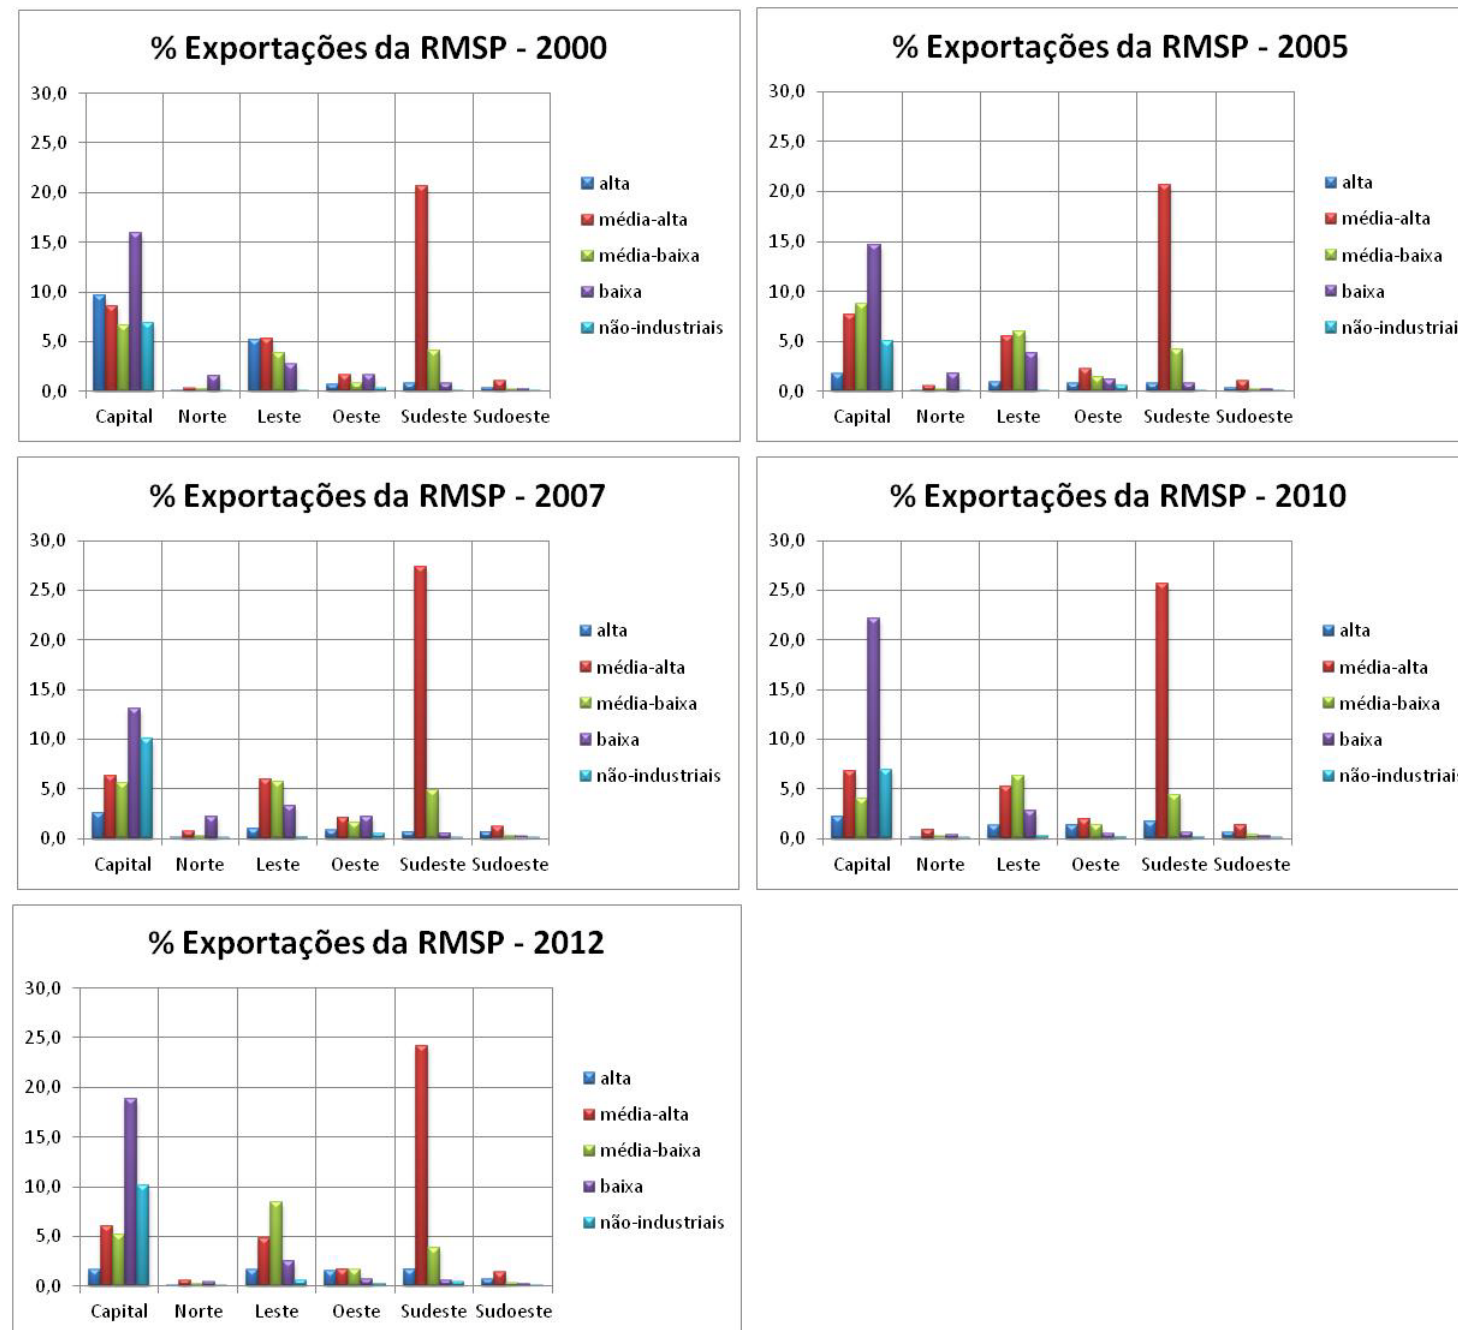 % Exportações da RMSP - 2000
30,0
25,0
20,0
15,0
10,0
5,0
0,0
Capital Norte Leste Oeste Sudeste Sudoeste
alta
média-alta
média-baixa
baixa
não-industriais
% Exportações da RMSP - 2005
30,0
25,0
20,0
15,0
10,0
5,0
0,0
Capital Norte Leste Oeste Sudeste Sudoeste
alta
média-alta
média-baixa
baixa
não-industriai
% Exportações da RMSP - 2007
30,0
25,0
20,0
15,0
10,0
5,0
0,0
Capital Norte Leste Oeste Sudeste Sudoeste
alta
média-alta
média-baixa
baixa
não-industriais
% Exportações da RMSP - 2010
30,0
25,0
20,0
15,0
10,0
5,0
0,0
Capital Norte Leste Oeste Sudeste Sudoeste
alta
média-alta
média-baixa
baixa
não-industriais
% Exportações da RMSP - 2012
30,0
25,0
20,0
15,0
10,0
5,0
0,0
Capital Norte Leste Oeste Sudeste Sudoeste
alta
média-alta
média-baixa
baixa
não-industriais